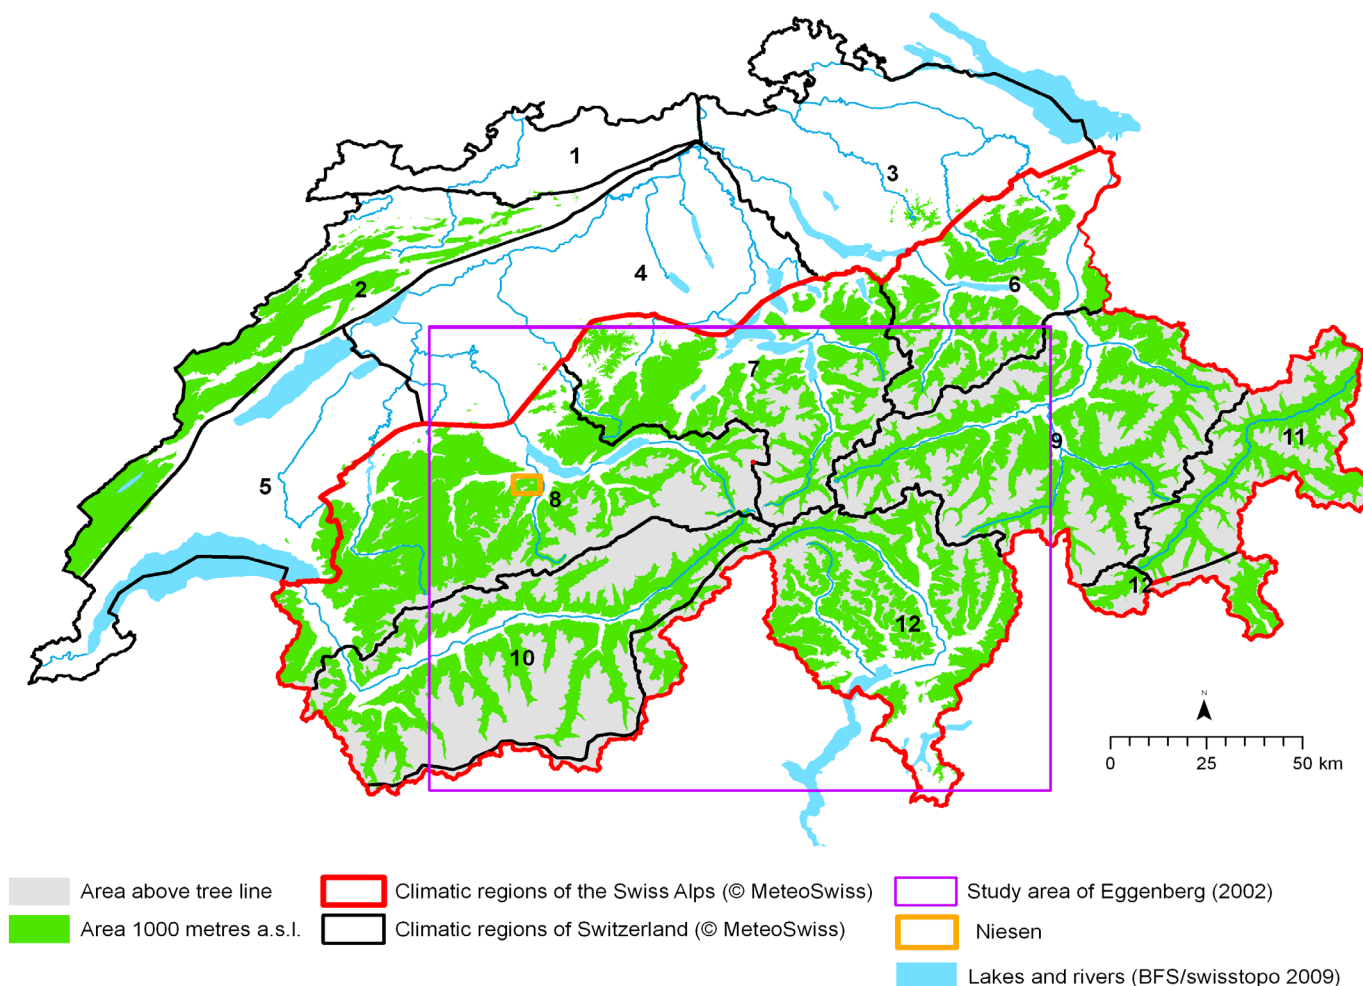 1
3
4
2
6
7
9
11
5
8
12
12
10
N
0 25 50 km
Area above tree line
Climatic regions of the Swiss Alps (© MeteoSwiss)
Study area of Eggenberg (2002)
Area 1000 metres a.s.l.
Climatic regions of Switzerland (© MeteoSwiss)
Niesen
Lakes and rivers (BFS/swisstopo 2009)